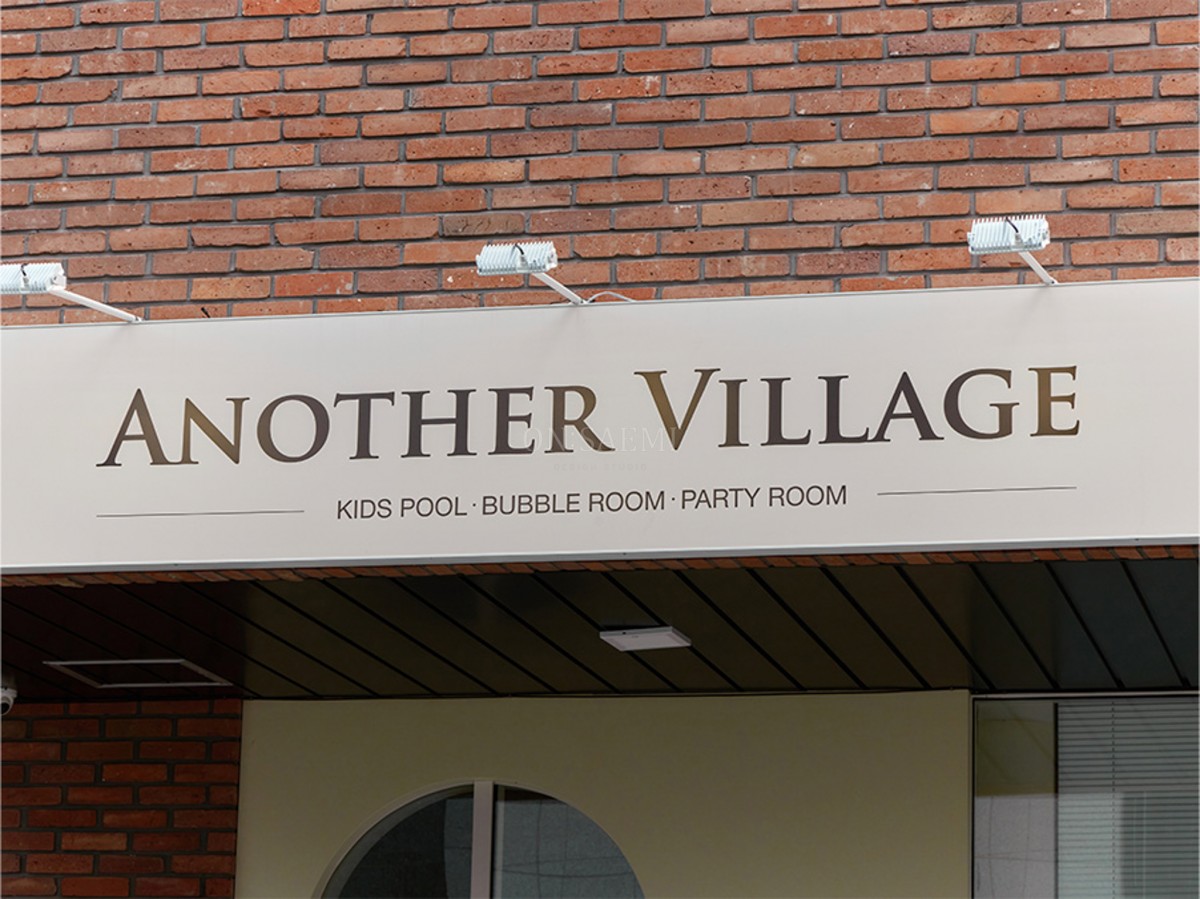 ANOTHER VILLAGE
KIDS POOL · BUBBLE ROOM · PARTY ROOM